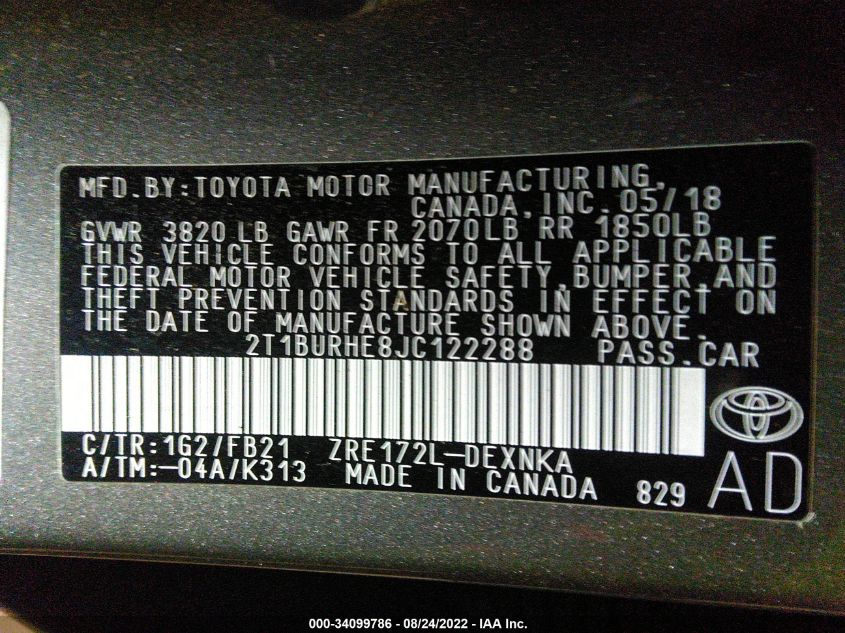 MFD.BY:TOYOTA MOTOR MANUFACTURING,
CANADA,INC.05/18
GVWR 3820 LB GAWR FR 2070LB RR 1850LB
THIS VEHICLE CONFORMS TO ALL APPLICABLE
FEDERAL MOTOR VEHICLE SAFETY,BUMPER,AND
THEFT PREVENTION STANDARDS IN EFFECT ON
THE DATE OF MANUFACTURE SHOWN ABOVE.
2T1BURHE8JC122288 PASS.CAR
C/TR:1G2/FB21 ZRE172L-DEXNKA
A/TM:-04A/K313 MADE IN CANADA 829 AD
000-34099786 - 08/24/2022 - IAA Inc.